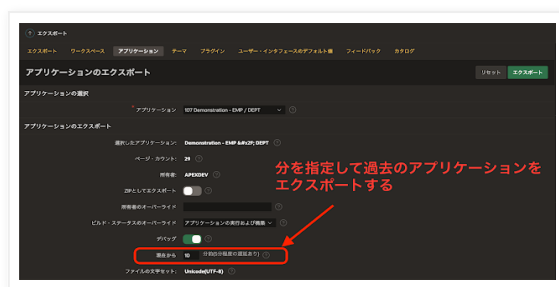 エクスポート
エクスポート ワークスペース アプリケーション テーマ プラグイン ユーザー・インタフェースのデフォルト値 フィードバック カタログ
アプリケーションのエクスポート リセット エクスポート
アプリケーションの選択
* アプリケーション 107 Demonstration - EMP / DEPT
アプリケーションのエクスポート
選択したアプリケーション: Demonstration - EMP &#x2F; DEPT
ページ・カウント: 29
所有者: APEXDEV
ZIPとしてエクスポート
所有者のオーバーライド
ビルド・ステータスのオーバーライド アプリケーションの実行および構築
デバッグ
現在から 10 分前(5分程度の遅延あり)
ファイルの文字セット: Unicode(UTF-8)
分を指定して過去のアプリケーションを
エクスポートする